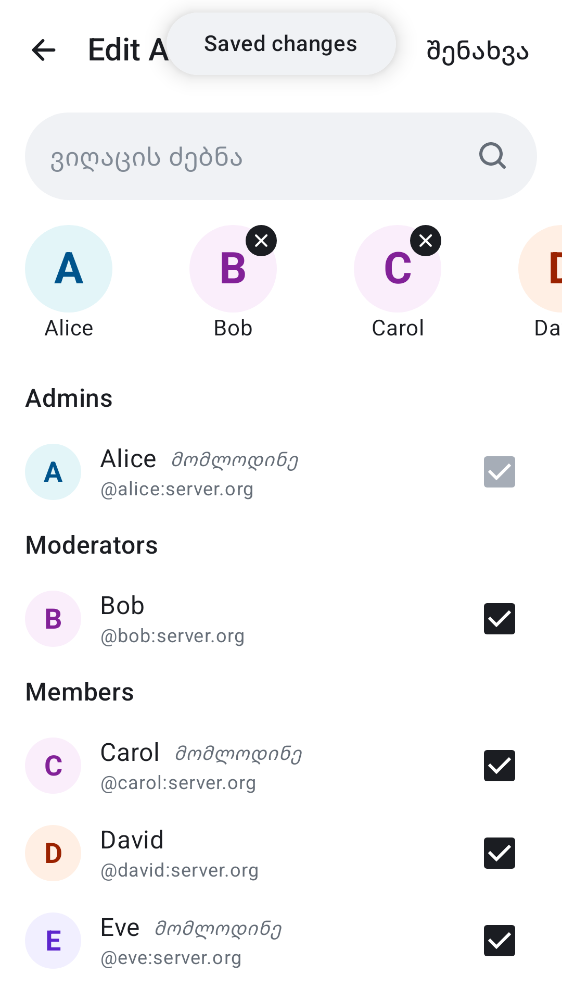 Edit A
Saved changes
შენახვა
ვიღაცის ძებნა
A
B
C
D
Alice
Bob
Carol
Da
Admins
A
Alice მომლოდინე
@alice:server.org
Moderators
B
Bob
@bob:server.org
Members
C
Carol მომლოდინე
@carol:server.org
D
David
@david:server.org
E
Eve მომლოდინე
@eve:server.org